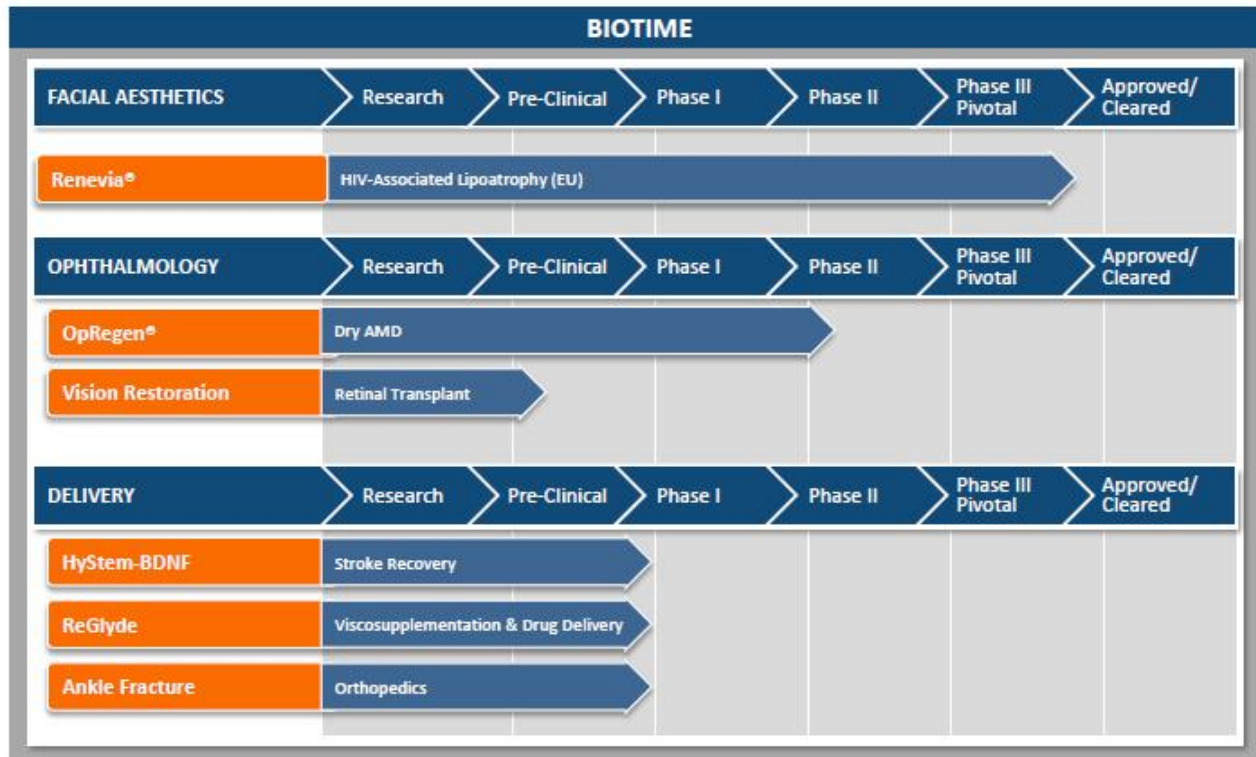 BIOTIME
FACIAL AESTHETICS Research Pre-Clinical Phase I Phase II Phase III Pivotal Approved/ Cleared
Renevia® HIV-Associated Lipoatrophy (EU)
OPHTHALMOLOGY Research Pre-Clinical Phase I Phase II Phase III Pivotal Approved/ Cleared
OpRegen® Dry AMD
Vision Restoration Retinal Transplant
DELIVERY Research Pre-Clinical Phase I Phase II Phase III Pivotal Approved/ Cleared
HyStem-BDNF Stroke Recovery
ReGlyde Viscosupplementation & Drug Delivery
Ankle Fracture Orthopedics